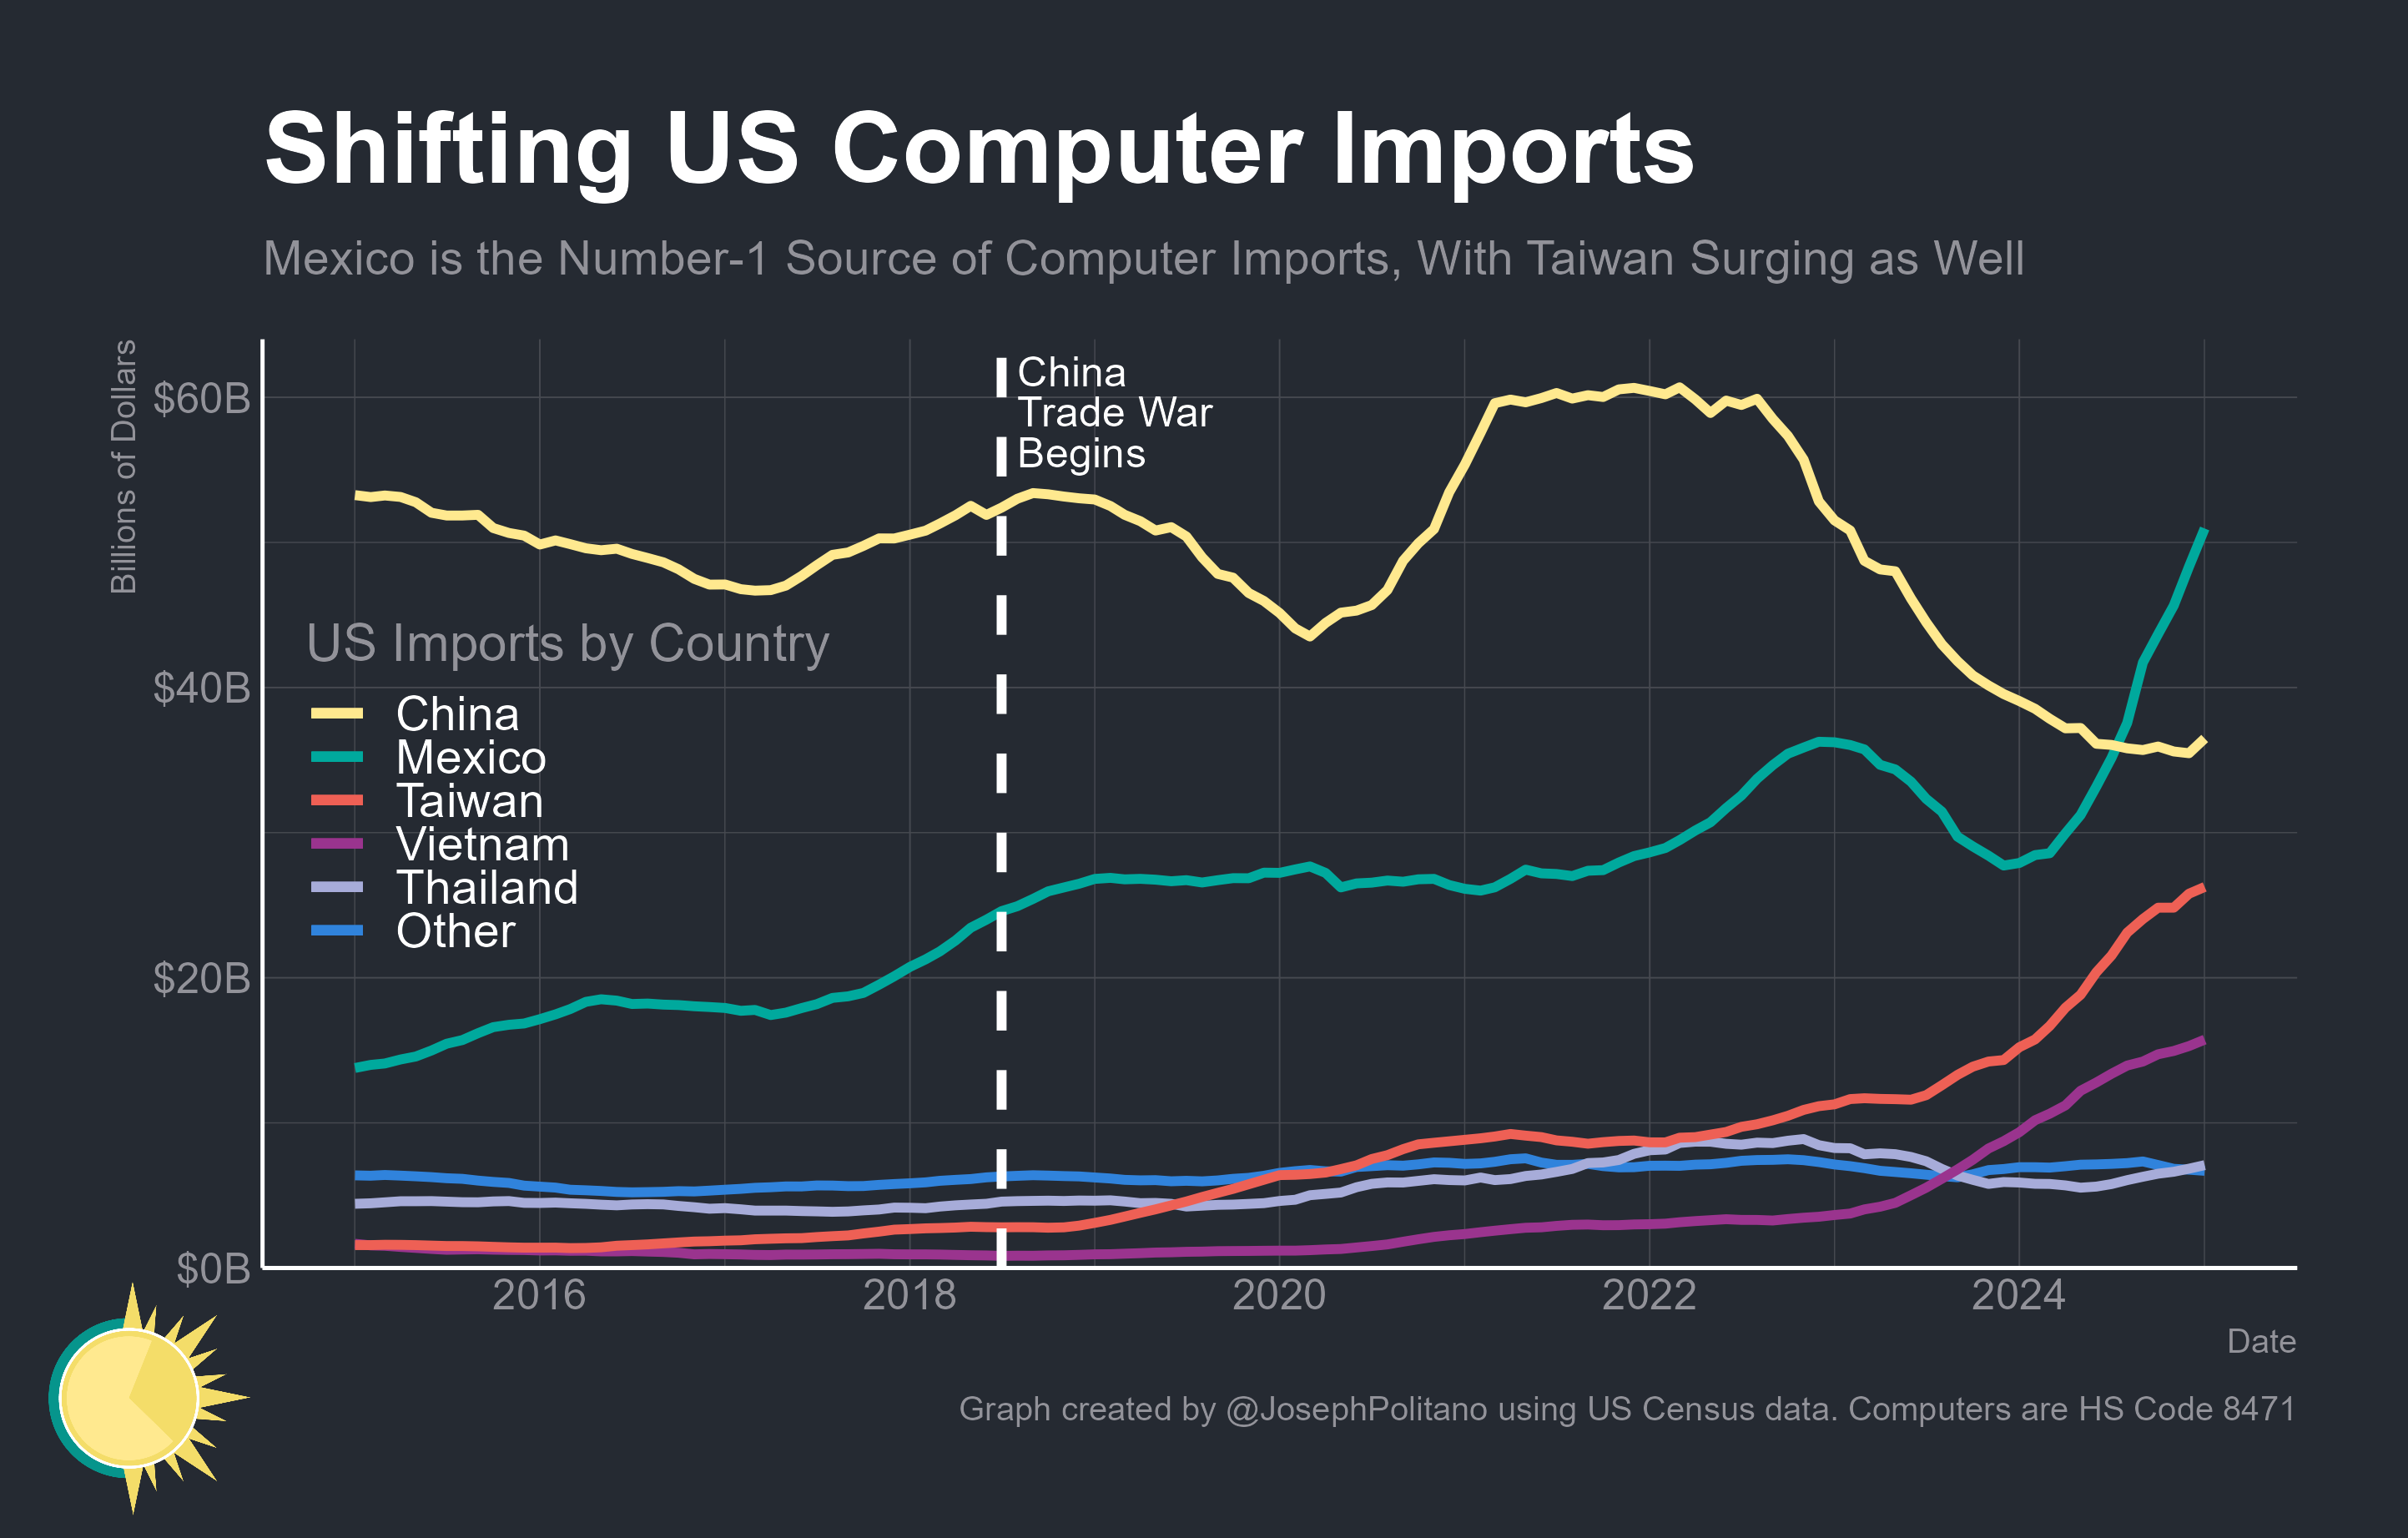 Shifting US Computer Imports
Mexico is the Number-1 Source of Computer Imports, With Taiwan Surging as Well
Billions of Dollars
$60B
$40B
$20B
$0B
China
Trade War
Begins
US Imports by Country
China
Mexico
Taiwan
Vietnam
Thailand
Other
2016
2018
2020
2022
2024
Date
Graph created by @JosephPolitano using US Census data. Computers are HS Code 8471